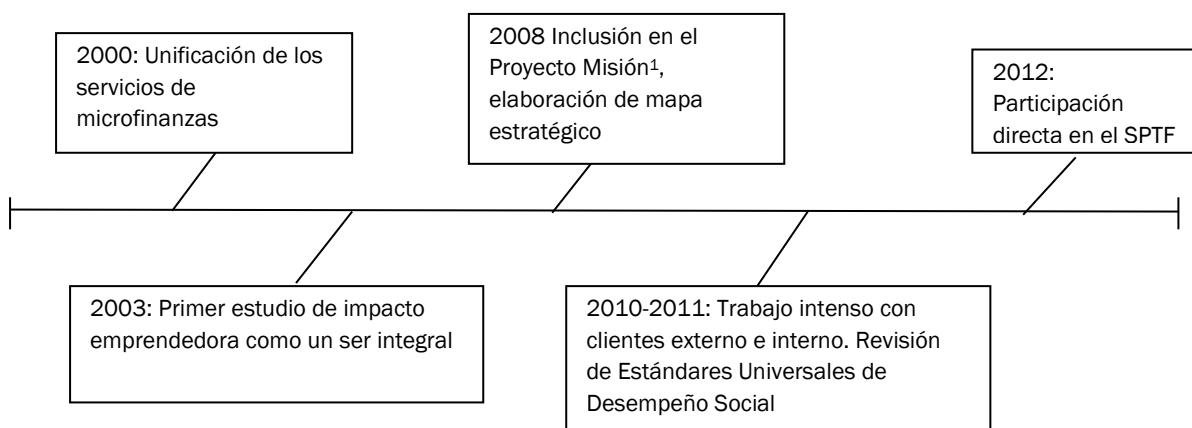 2000: Unificación de los
servicios de
microfinanzas
2008 Inclusión en el
Proyecto Misión¹,
elaboración de mapa
estratégico
2012:
Participación
directa en el SPTF
2003: Primer estudio de impacto
emprendedora como un ser integral
2010-2011: Trabajo intenso con
clientes externo e interno. Revisión
de Estándares Universales de
Desempeño Social